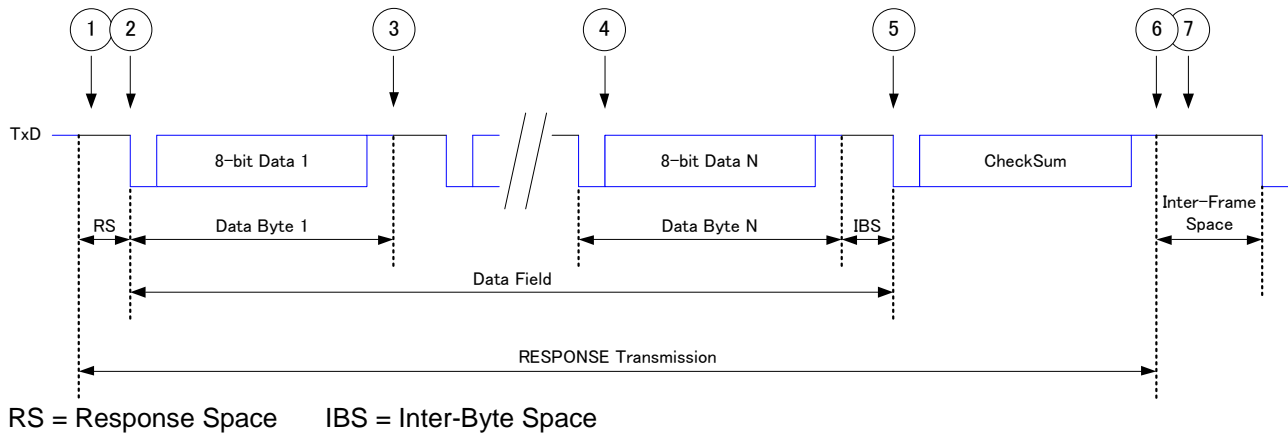 1 2 3 4 5 6 7
TxD 8-bit Data 1 8-bit Data N CheckSum
RS Data Byte 1 Data Byte N IBS Inter-Frame
Space
Data Field
RESPONSE Transmission
RS = Response Space IBS = Inter-Byte Space